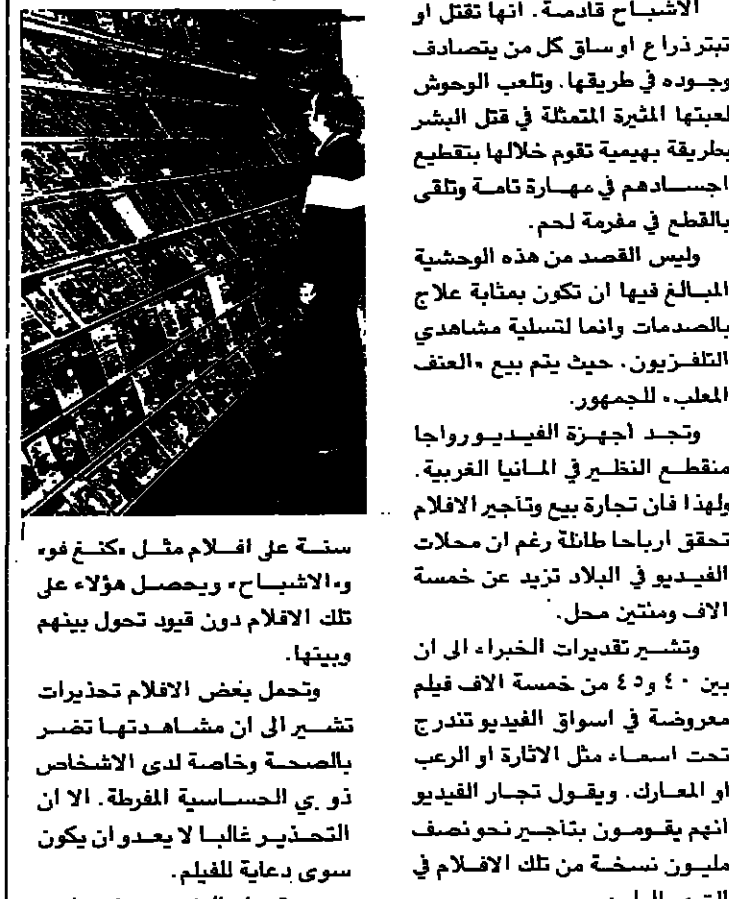 الأشباح قادمة. انها تقتل او
تبتر ذراع او ساق كل من يتصادف
وجوده في طريقها. وتلعب الوحوش
لعبتها المثيرة المتمثلة في قتل البشر
بطريقة بهيمية تقوم خلالها بتقطيع
اجسادهم في مهارة تامة وتلقى
بالقطع في مفرمة لحم.
وليس القصد من هذه الوحشية
المبالغ فيها ان تكون بمثابة علاج
بالصدمات وانما لتسلية مشاهدي
التلفزيون. حيث يتم بيع «العنف
المعلب» للجمهور.
وتجد أجهزة الفيديو رواجا
منقطع النظير في المانيا الغربية.
ولهذا فان تجارة بيع وتأجير الافلام
تحقق ارباحا طائلة رغم ان محلات
الفيديو في البلاد تزيد عن خمسة
الاف ومئتين محل.
وتشير تقديرات الخبراء الى ان
بين ٤٠ و٤٥ من خمسة الاف فيلم
معروضة في اسواق الفيديو تندرج
تحت اسماء مثل الاثارة او الرعب
او المعارك. ويقول تجار الفيديو
انهم يقومون بتأجير نحو نصف
مليون نسخة من تلك الافلام في
سنة على افلام مثل «كنغ فو»
و«الاشباح» ويحصل هؤلاء على
تلك الافلام دون قيود تحول بينهم
وبيتها.
وتحمل بغض الافلام تحذيرات
تشير الى ان مشاهدتها تضر
بالصحة وخاصة لدى الاشخاص
ذوي الحساسية المفرطة. الا ان
التحذير غالبا لا يعدو ان يكون
سوى دعاية للفيلم.